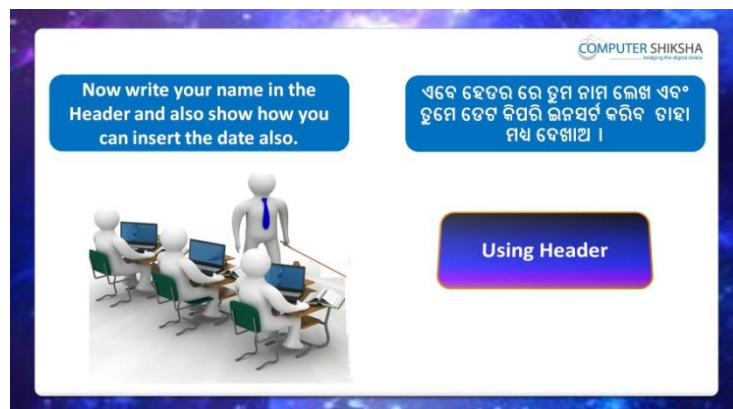 COMPUTER SHIKSHA
bridging the digital divide
Now write your name in the
Header and also show how you
can insert the date also.
ଏବେ ହେଡର ରେ ତୁମ ନାମ ଲେଖ ଏବଂ
ତୁମେ ଡେଟ କିପରି ଇନସର୍ଟ କରିବ ତାହା
ମଧ୍ୟ ଦେଖାଅ ।
Using Header